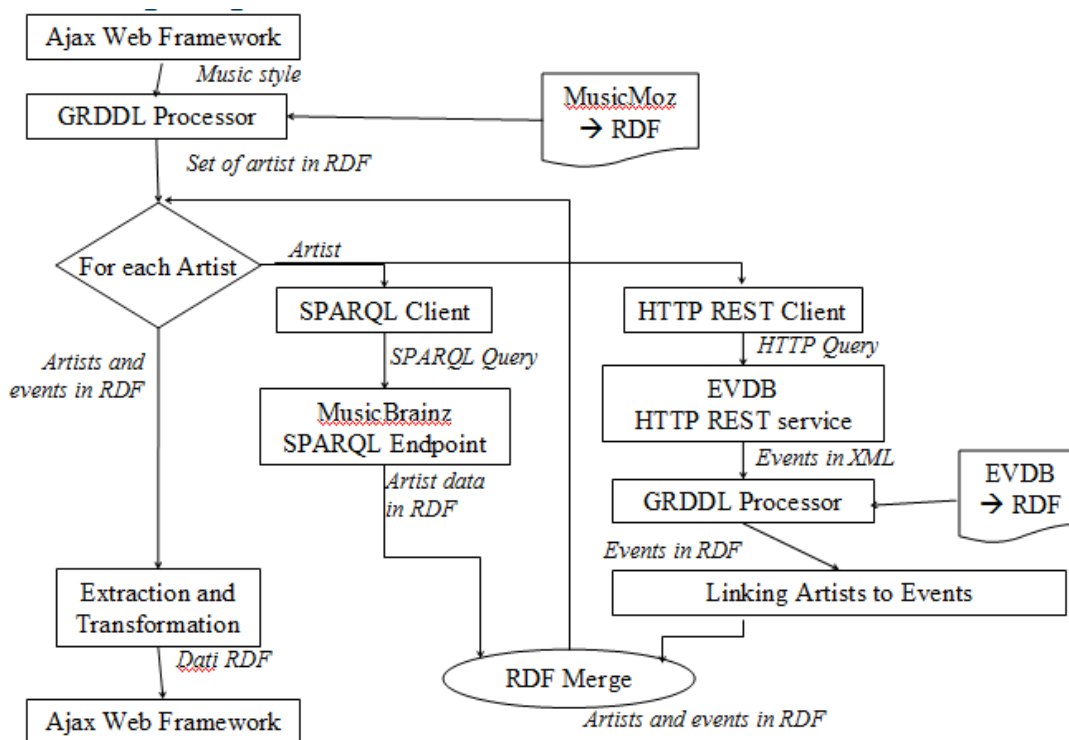 Ajax Web Framework
Music style
GRDDL Processor
MusicMoz
→ RDF
Set of artist in RDF
For each Artist
Artist
SPARQL Client
HTTP REST Client
Artists and
events in RDF
SPARQL Query
HTTP Query
MusicBrainz
SPARQL Endpoint
EVDB
HTTP REST service
Artist data
in RDF
Events in XML
GRDDL Processor
EVDB
→ RDF
Events in RDF
Extraction and
Transformation
Linking Artists to Events
Dati RDF
RDF Merge
Ajax Web Framework
Artists and events in RDF